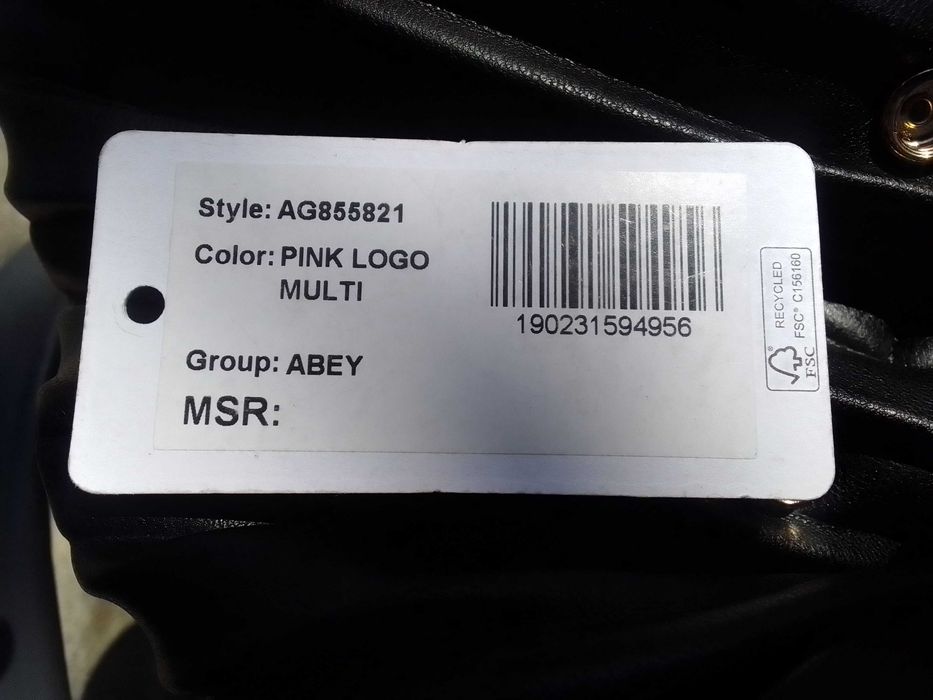 Style: AG855821
Color: PINK LOGO
MULTI
190231594956
Group: ABEY
MSR:
RECYCLED
FSC® C156160
FSC